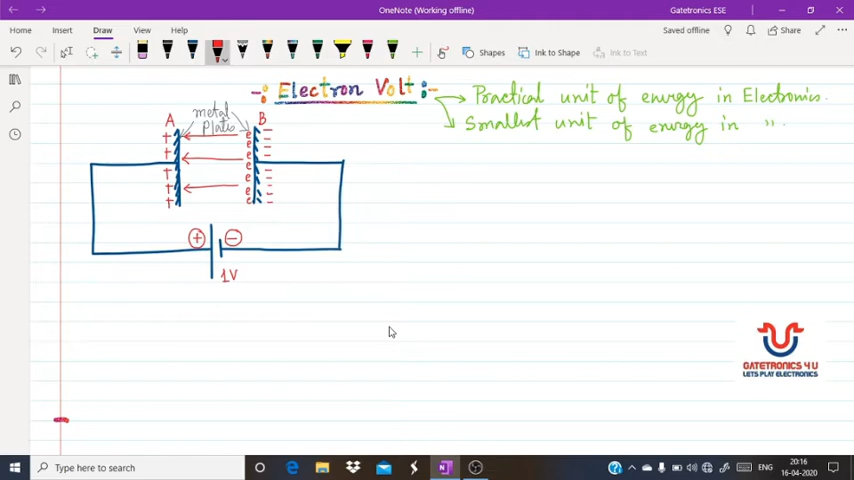 OneNote (Working offline)
Gatetronics ESE
Home
Insert
Draw
View
Help
Saved offline
Share
Shapes
Ink to Shape
Ink to Text
-: Electron Volt :-
Practical unit of energy in Electronics.
Smallest unit of energy in "
metal
plates
A
B
+ e -
+ e -
+ e -
+ e -
+ e -
+ e -
+ -
1V
GATETRONICS 4 U
LETS PLAY ELECTRONICS
Type here to search
ENG
20:16
16-04-2020